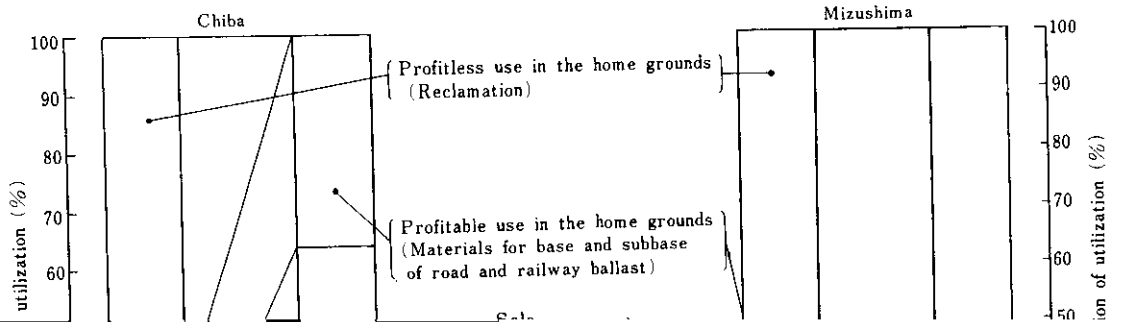 Chiba
Mizushima
100
90
80
70
60
utilization (%)
Profitless use in the home grounds
(Reclamation)
Profitable use in the home grounds
(Materials for base and subbase
of road and railway ballast)
100
90
80
70
60
50
ion of utilization (%)